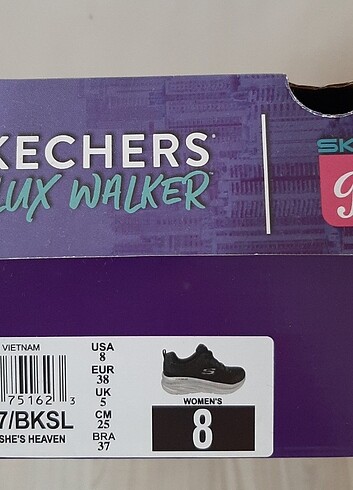 KECHERS
LUX WALKER
SK
VIETNAM
75162 3
7/BKSL
SHE'S HEAVEN
USA
8
EUR
38
UK
5
CM
25
BRA
37
WOMEN'S
8